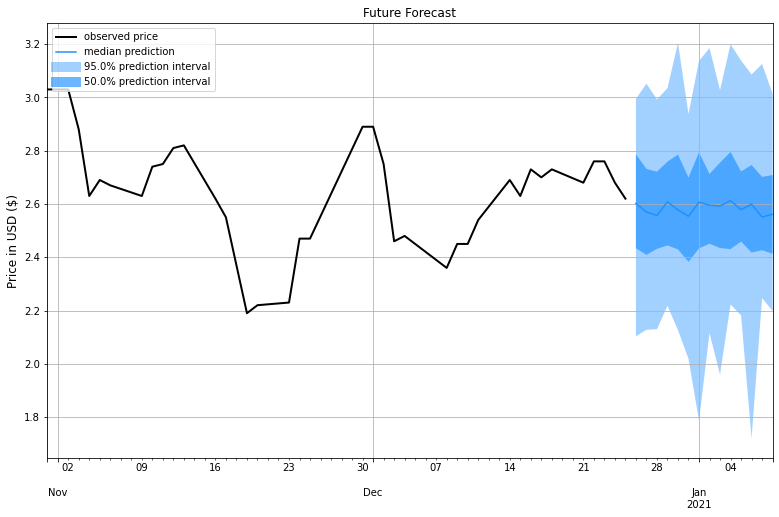 Future Forecast
observed price
median prediction
95.0% prediction interval
50.0% prediction interval
Price in USD ($)
3.2
3.0
2.8
2.6
2.4
2.2
2.0
1.8
02 09 16 23 30 07 14 21 28 04
Nov Dec Jan
2021